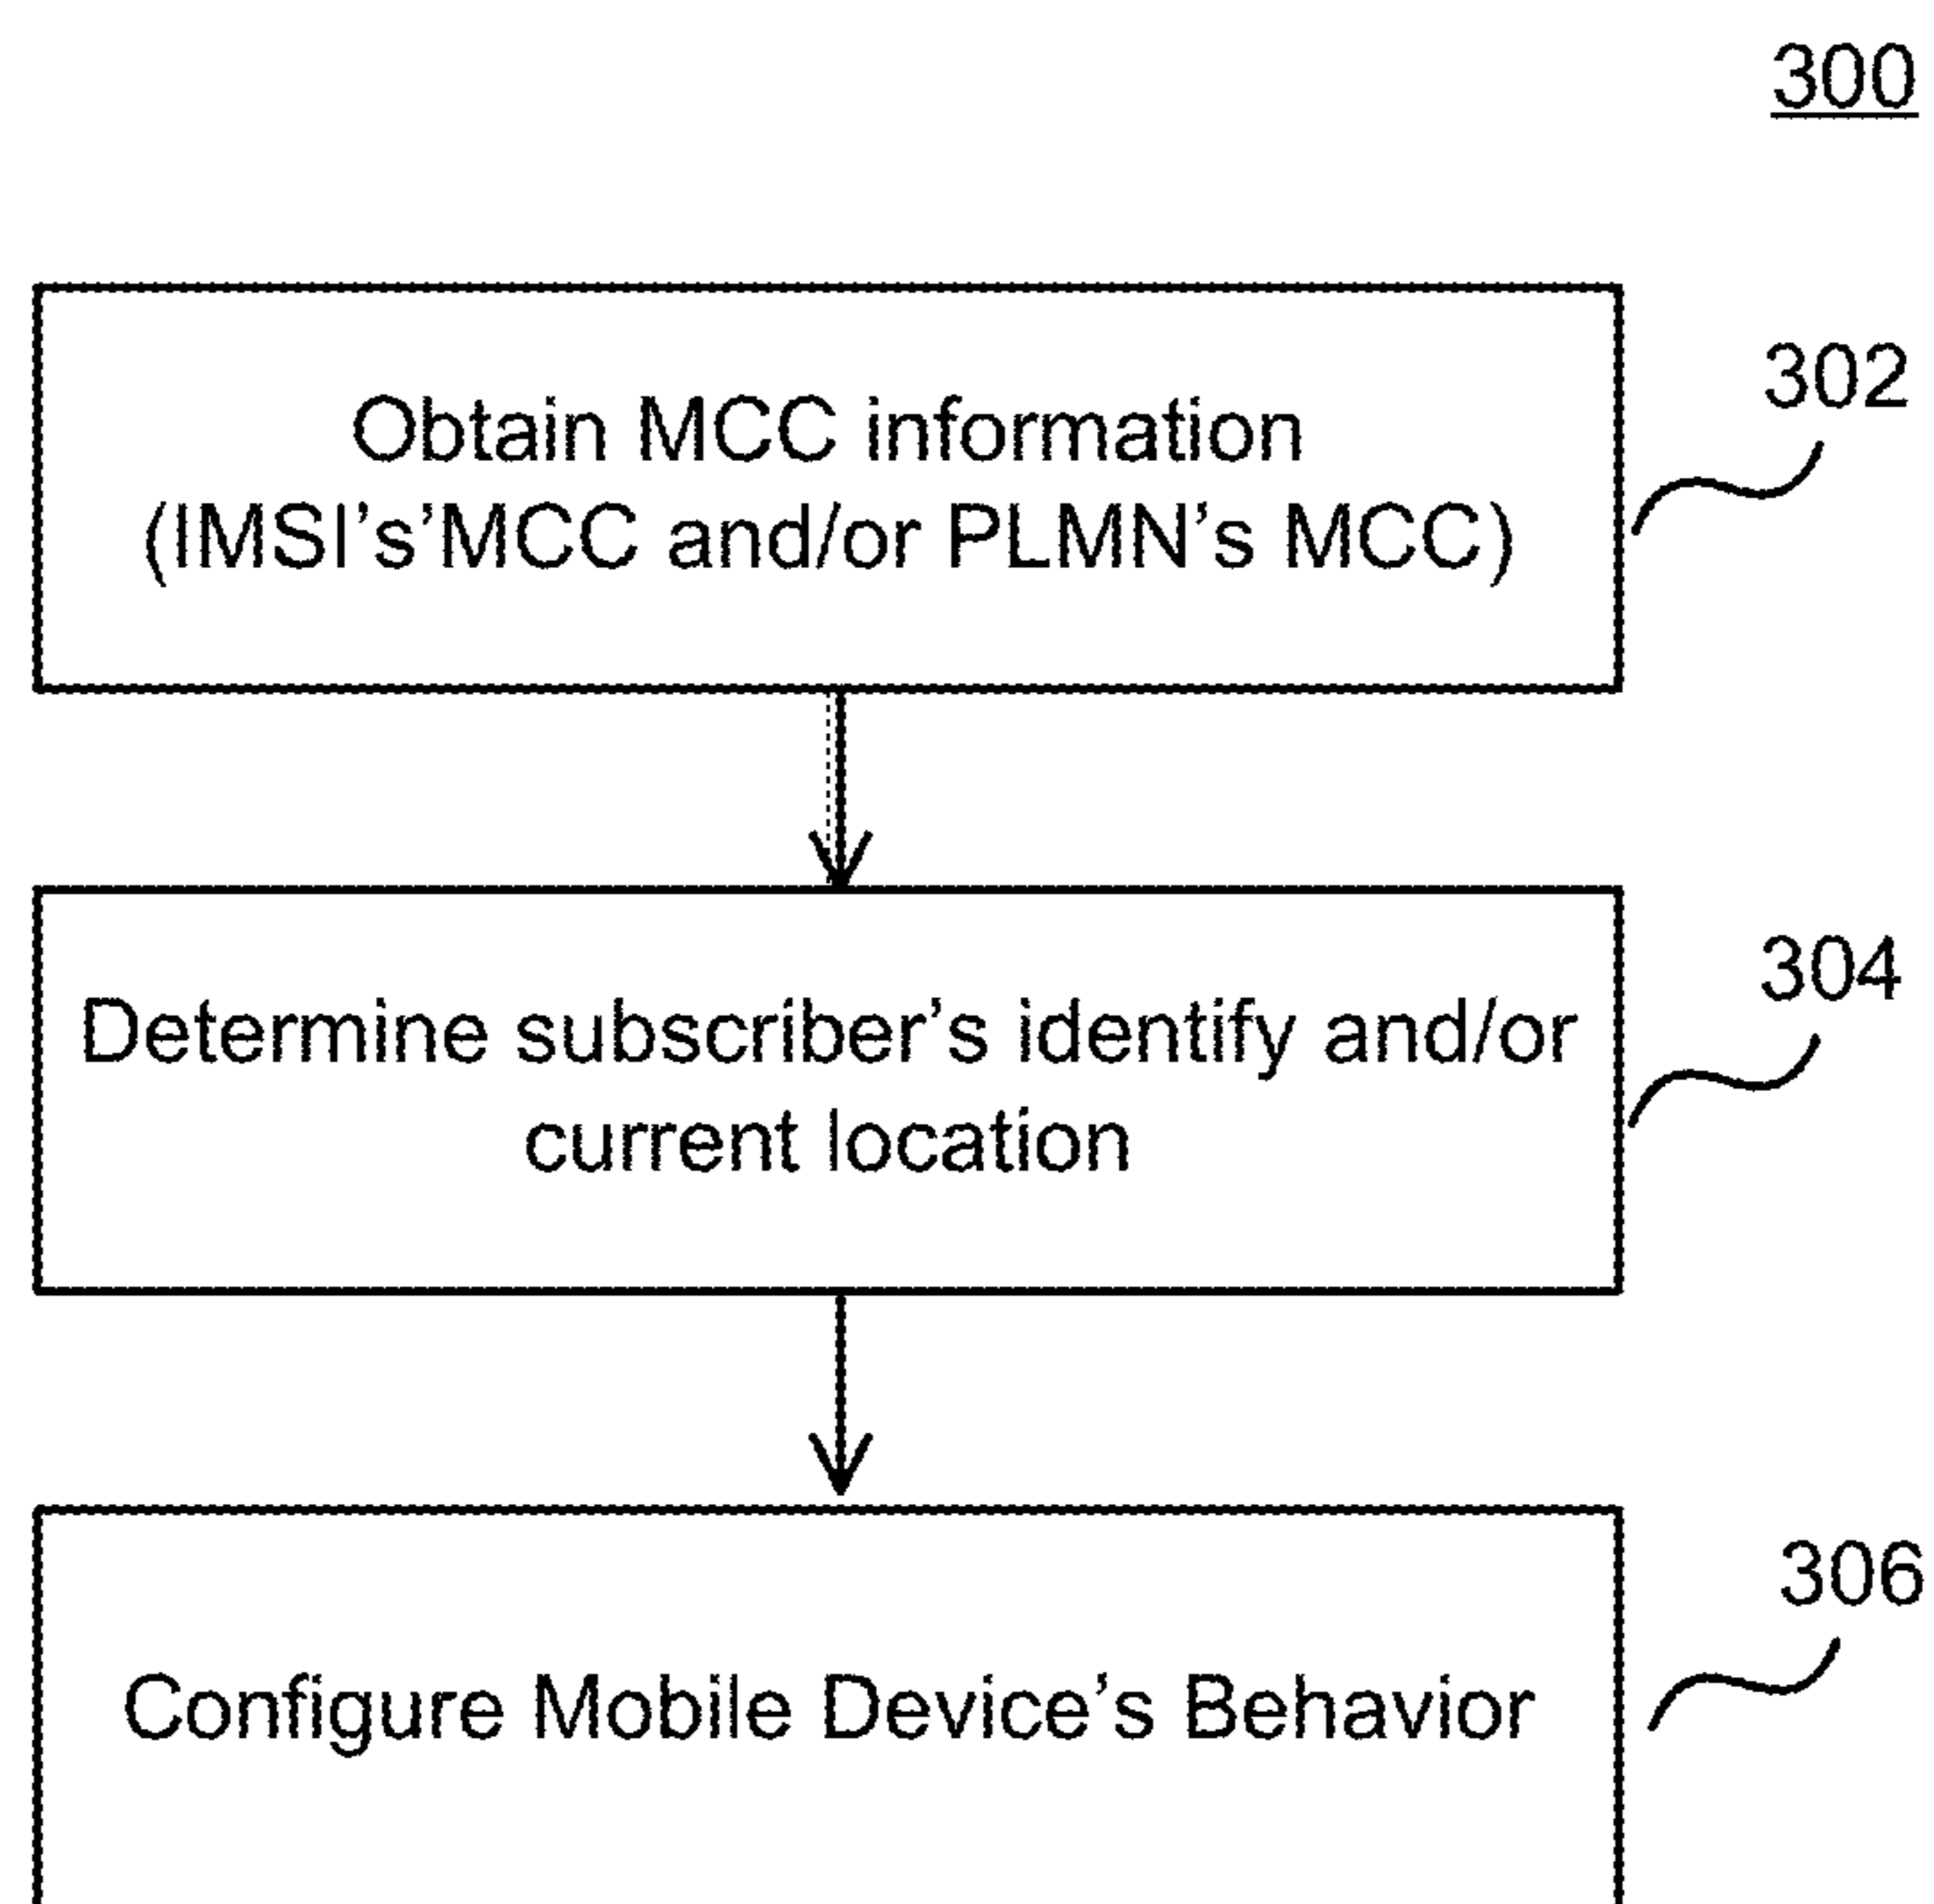 300
Obtain MCC information
(IMSI's'MCC and/or PLMN's MCC)
302
Determine subscriber's identify and/or
current location
304
Configure Mobile Device's Behavior
306